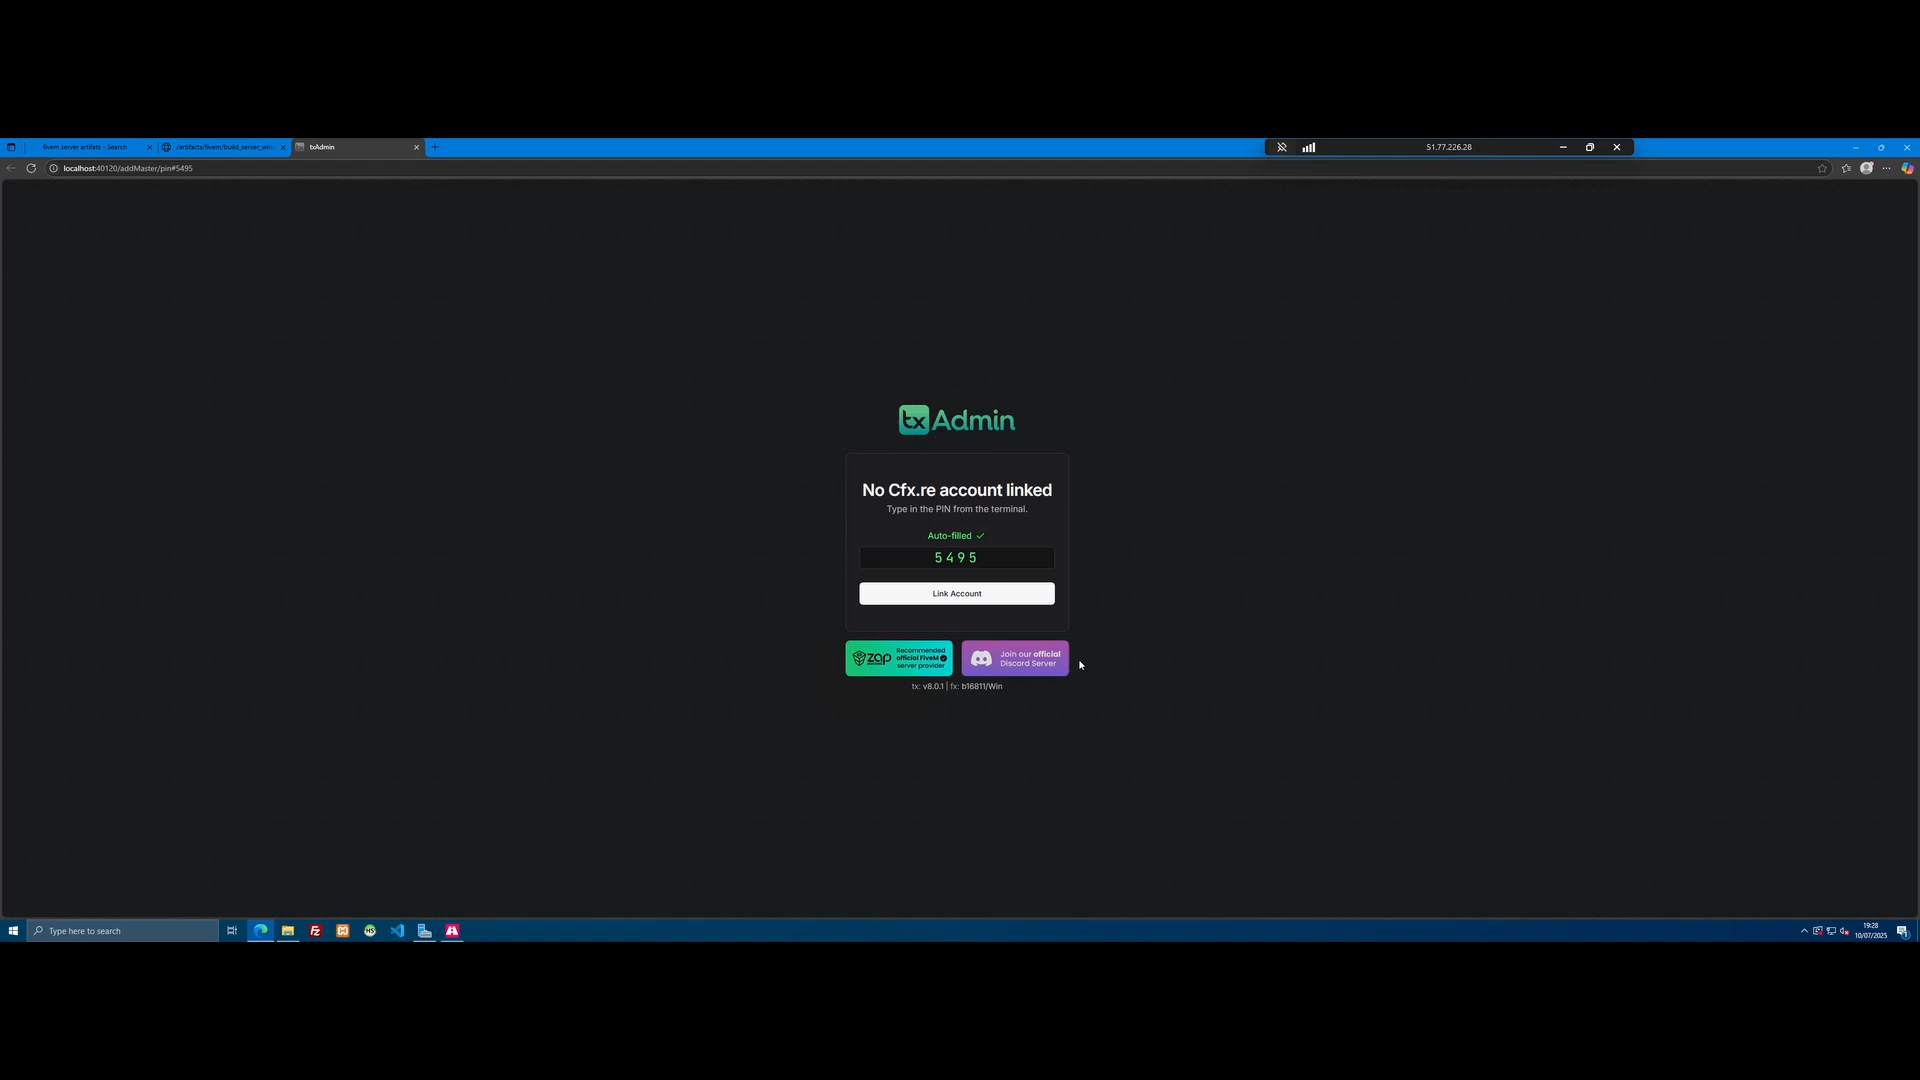 fivem server artifats - Search
/artifacts/fivem/build_server_win
txAdmin
51.77.226.28
localhost:40120/addMaster/pin#5495
tx Admin
No Cfx.re account linked
Type in the PIN from the terminal.
Auto-filled
5495
Link Account
ZAP
Recommended
official FiveM
server provider
Join our official
Discord Server
tx: v8.0.1 | fx: b16811/Win
Type here to search
19:28
10/07/2025